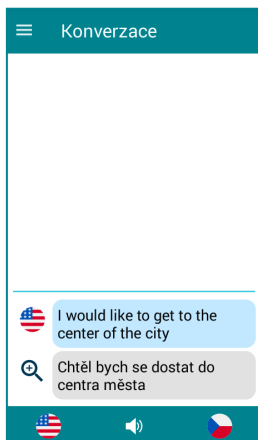 Konverzace
I would like to get to the
center of the city
Chtěl bych se dostat do
centra města